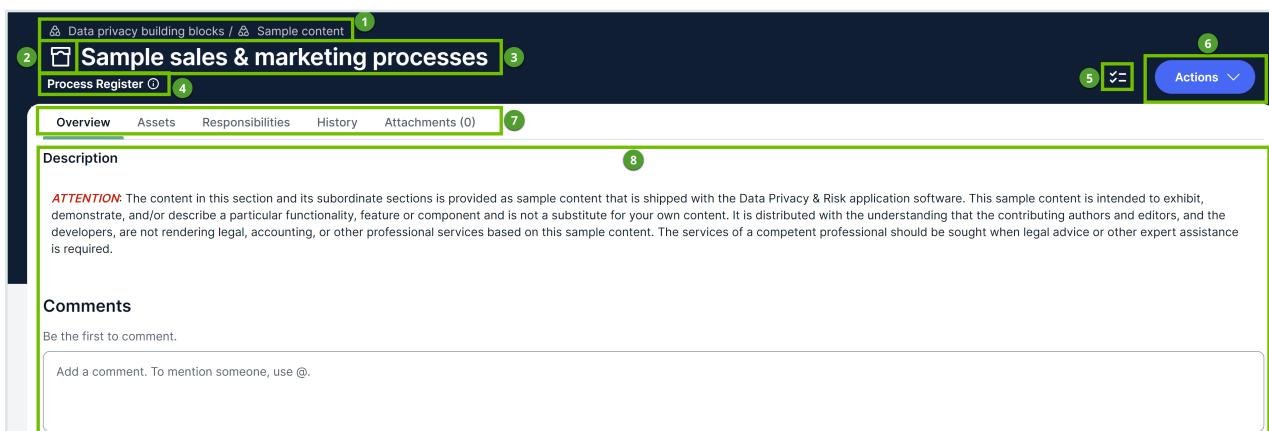 Data privacy building blocks / Sample content 1
2 Sample sales & marketing processes 3
Process Register 4
5
6
Actions
Overview Assets Responsibilities History Attachments (0) 7
Description 8
ATTENTION: The content in this section and its subordinate sections is provided as sample content that is shipped with the Data Privacy & Risk application software. This sample content is intended to exhibit,
demonstrate, and/or describe a particular functionality, feature or component and is not a substitute for your own content. It is distributed with the understanding that the contributing authors and editors, and the
developers, are not rendering legal, accounting, or other professional services based on this sample content. The services of a competent professional should be sought when legal advice or other expert assistance
is required.
Comments
Be the first to comment.
Add a comment. To mention someone, use @.